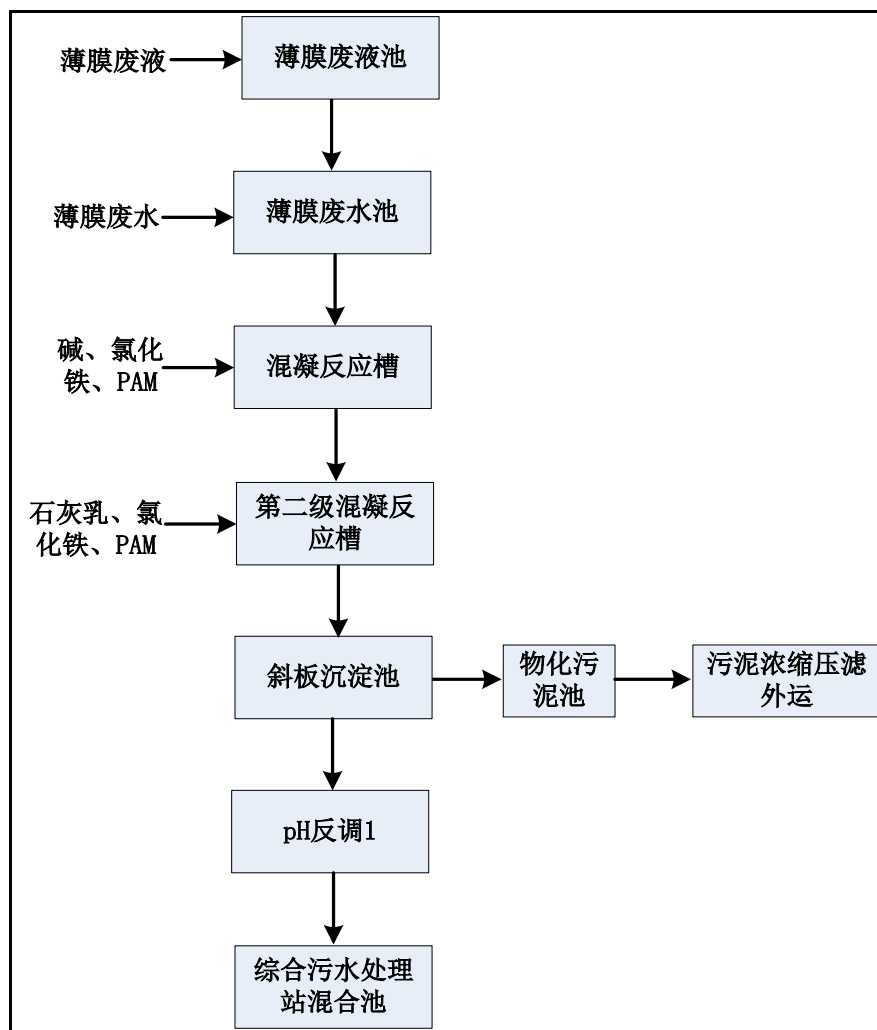 薄膜废液
薄膜废液池
薄膜废水
薄膜废水池
碱、氯化
铁、PAM
混凝反应槽
石灰乳、氯
化铁、PAM
第二级混凝反
应槽
斜板沉淀池
物化污
泥池
污泥浓缩压滤
外运
pH反调1
综合污水处理
站混合池